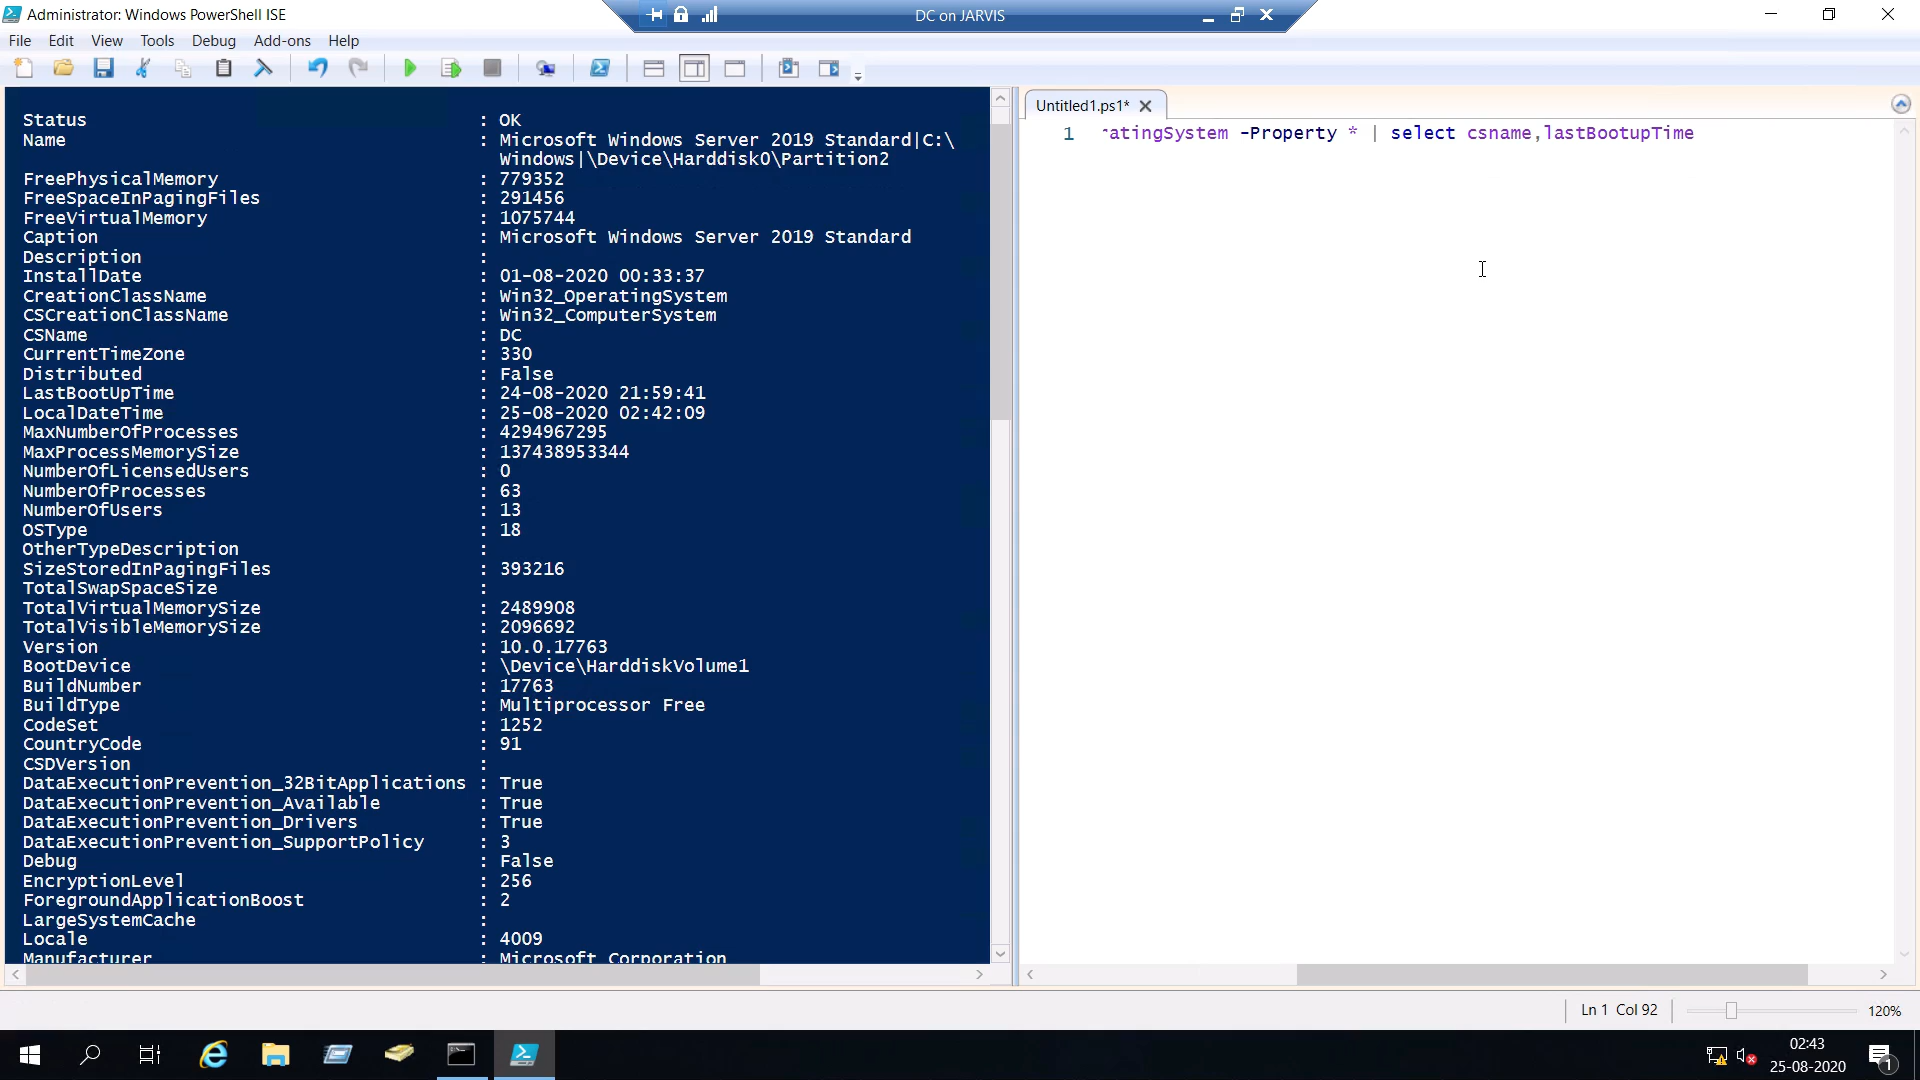 Administrator: Windows PowerShell ISE
DC on JARVIS
File Edit View Tools Debug Add-ons Help
Status : OK
Name : Microsoft Windows Server 2019 Standard|C:\
Windows|\Device\Harddisk0\Partition2
FreePhysicalMemory : 779352
FreeSpaceInPagingFiles : 291456
FreeVirtualMemory : 1075744
Caption : Microsoft Windows Server 2019 Standard
Description :
InstallDate : 01-08-2020 00:33:37
CreationClassName : Win32_OperatingSystem
CSCreationClassName : Win32_ComputerSystem
CSName : DC
CurrentTimeZone : 330
Distributed : False
LastBootUpTime : 24-08-2020 21:59:41
LocalDateTime : 25-08-2020 02:42:09
MaxNumberOfProcesses : 4294967295
MaxProcessMemorySize : 137438953344
NumberOfLicensedUsers : 0
NumberOfProcesses : 63
NumberOfUsers : 13
OSType : 18
OtherTypeDescription :
SizeStoredInPagingFiles : 393216
TotalSwapSpaceSize :
TotalVirtualMemorySize : 2489908
TotalVisibleMemorySize : 2096692
Version : 10.0.17763
BootDevice : \Device\HarddiskVolume1
BuildNumber : 17763
BuildType : Multiprocessor Free
CodeSet : 1252
CountryCode : 91
CSDVersion :
DataExecutionPrevention_32BitApplications : True
DataExecutionPrevention_Available : True
DataExecutionPrevention_Drivers : True
DataExecutionPrevention_SupportPolicy : 3
Debug : False
EncryptionLevel : 256
ForegroundApplicationBoost : 2
LargeSystemCache :
Locale : 4009
Manufacturer : Microsoft Corporation
Untitled1.ps1*
1 ratingSystem -Property * | select csname,lastBootupTime
Ln 1 Col 92
120%
02:43
25-08-2020
1